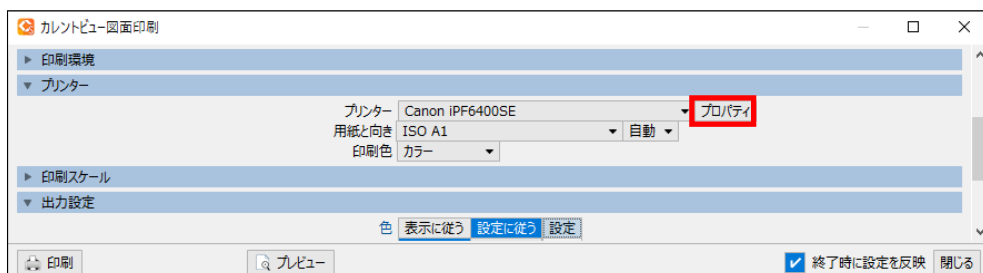 カレントビュー図面印刷
印刷環境
プリンター
プリンター Canon iPF6400SE プロパティ
用紙と向き ISO A1 自動
印刷色 カラー
印刷スケール
出力設定
色 表示に従う 設定に従う 設定
印刷 プレビュー 終了時に設定を反映 閉じる